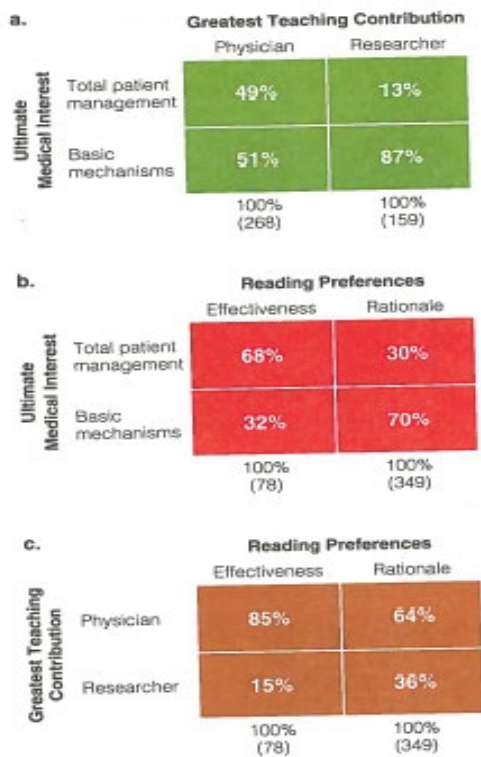 a.
Greatest Teaching Contribution
Physician Researcher
Ultimate
Medical Interest
Total patient
management
49% 13%
Basic
mechanisms
51% 87%
100% 100%
(268) (159)
b.
Reading Preferences
Effectiveness Rationale
Ultimate
Medical Interest
Total patient
management
68% 30%
Basic
mechanisms
32% 70%
100% 100%
(78) (349)
c.
Reading Preferences
Effectiveness Rationale
Greatest Teaching
Contribution
Physician
85% 64%
Researcher
15% 36%
100% 100%
(78) (349)